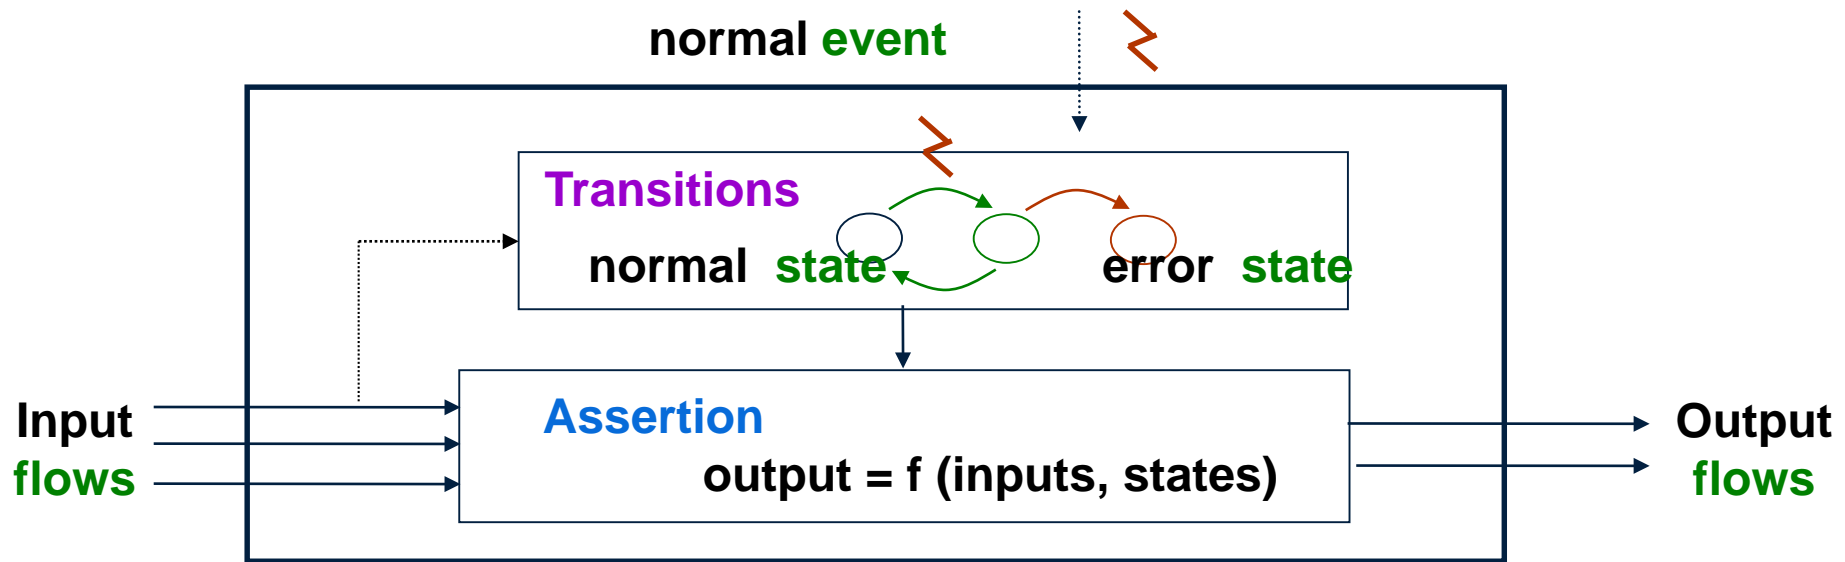 normal event
Transitions
normal state error state
Input
flows
Assertion
output = f (inputs, states)
Output
flows